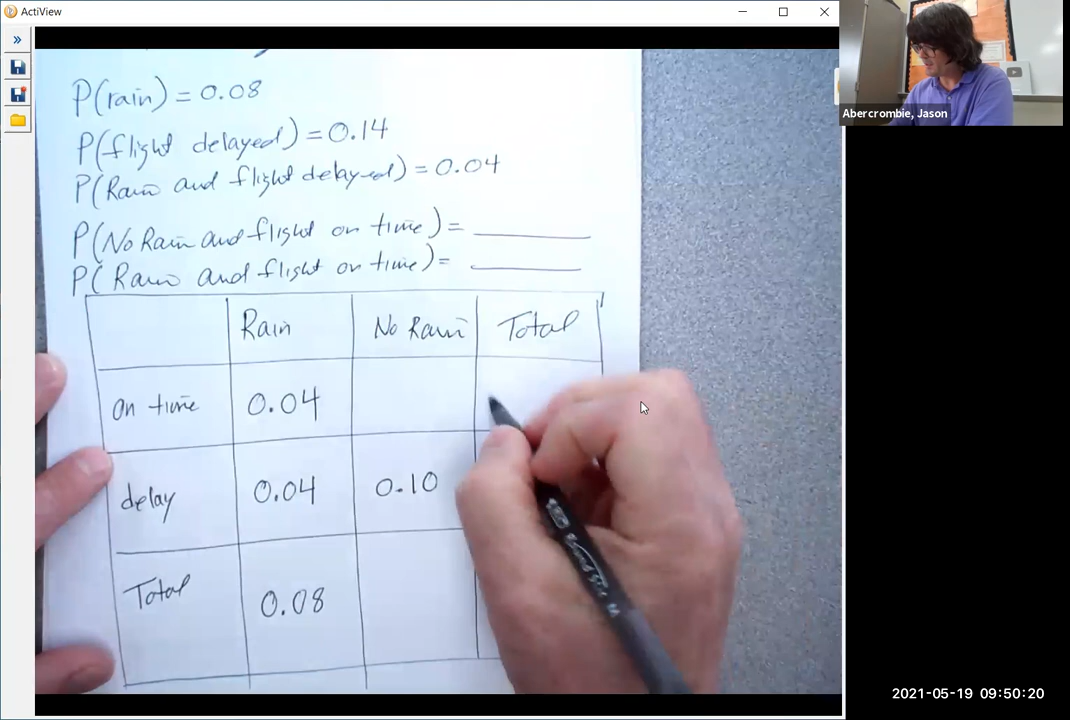 ActiView
P(rain) = 0.08
P(flight delayed) = 0.14
P(Rain and flight delayed) = 0.04
P(No Rain and flight on time) = ________
P(Rain and flight on time) = ________
Rain No Rain Total
on time 0.04
delay 0.04 0.10
Total 0.08
Abercrombie, Jason
2021-05-19 09:50:20